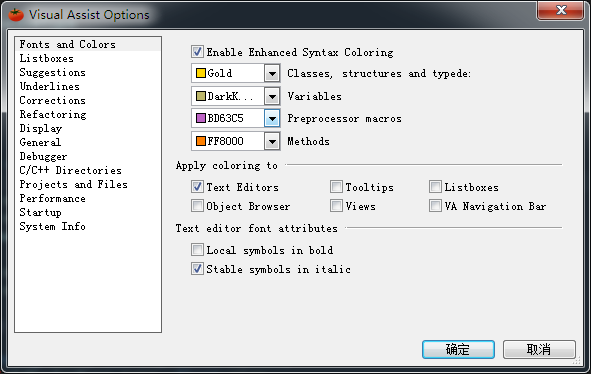 Visual Assist Options
Fonts and Colors
Listboxes
Suggestions
Underlines
Corrections
Refactoring
Display
General
Debugger
C/C++ Directories
Projects and Files
Performance
Startup
System Info
Enable Enhanced Syntax Coloring
Gold Classes, structures and typede:
DarkK... Variables
BD63C5 Preprocessor macros
FF8000 Methods
Apply coloring to
Text Editors Tooltips Listboxes
Object Browser Views VA Navigation Bar
Text editor font attributes
Local symbols in bold
Stable symbols in italic
确定 取消